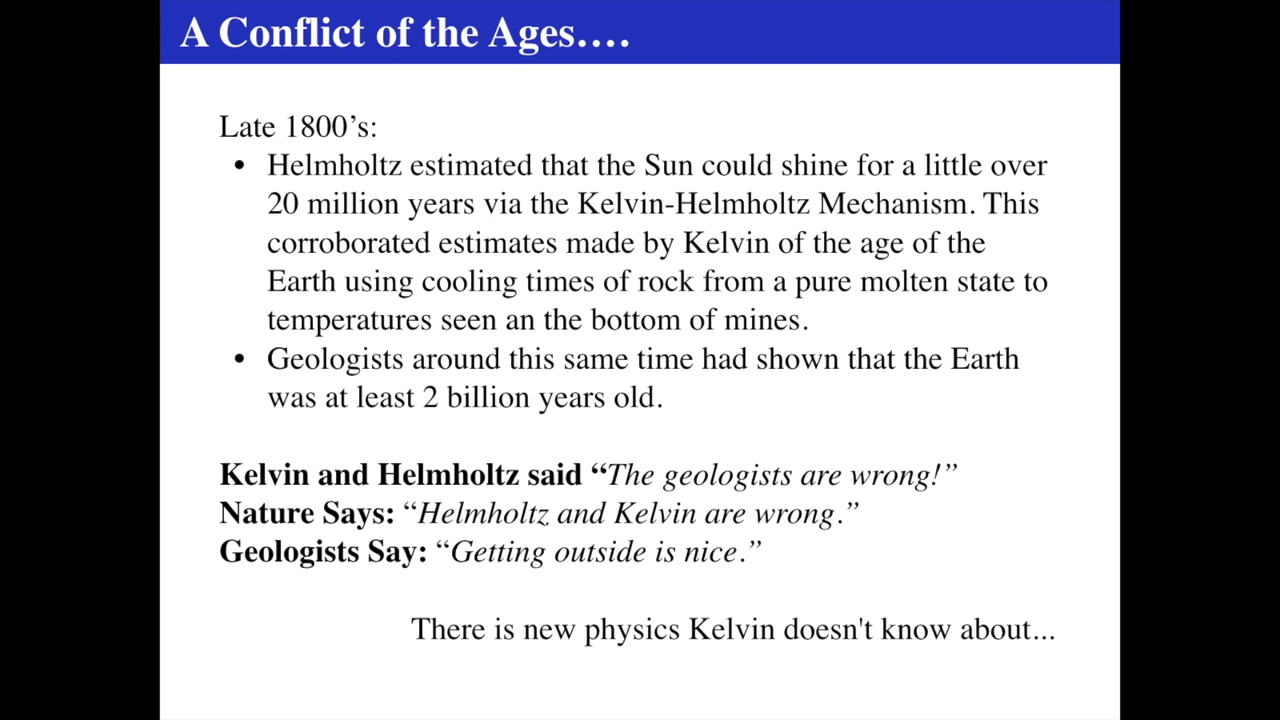 A Conflict of the Ages….
Late 1800’s:
• Helmholtz estimated that the Sun could shine for a little over
20 million years via the Kelvin-Helmholtz Mechanism. This
corroborated estimates made by Kelvin of the age of the
Earth using cooling times of rock from a pure molten state to
temperatures seen an the bottom of mines.
• Geologists around this same time had shown that the Earth
was at least 2 billion years old.
Kelvin and Helmholtz said “The geologists are wrong!”
Nature Says: “Helmholtz and Kelvin are wrong.”
Geologists Say: “Getting outside is nice.”
There is new physics Kelvin doesn't know about...